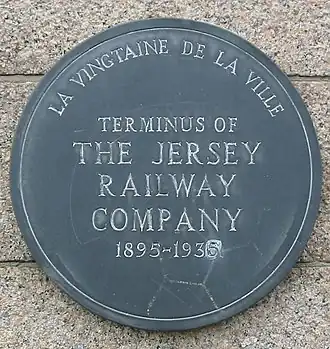 LA VINGTAINE DE LA VILLE
TERMINUS OF
THE JERSEY
RAILWAY
COMPANY
1895-1936